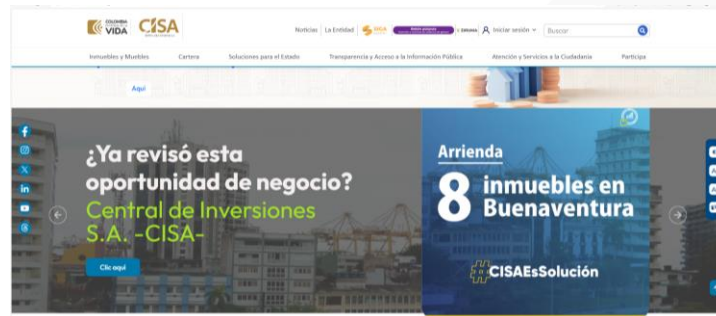 COLOMBIA
VIDA
CISA
Noticias
La Entidad
Iniciar sesión
Buscar
Inmuebles y Muebles
Cartera
Soluciones para el Estado
Transparencia y Acceso a la Información Pública
Atención y Servicios a la Ciudadanía
Participa
Aquí
¿Ya revisó esta
oportunidad de negocio?
Central de Inversiones
S.A. -CISA-
Clic aquí
Arrienda
8 inmuebles en
Buenaventura
#CISAEsSolución